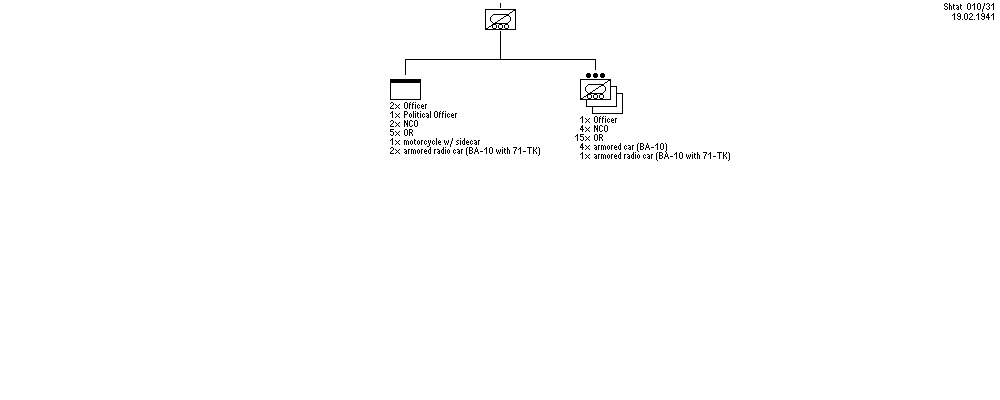 Shtat 010/31
19.02.1941
2x Officer
1x Political Officer
2x NCO
5x OR
1x motorcycle w/ sidecar
2x armored radio car (BA-10 with 71-TK)
1x Officer
4x NCO
15x OR
4x armored car (BA-10)
1x armored radio car (BA-10 with 71-TK)